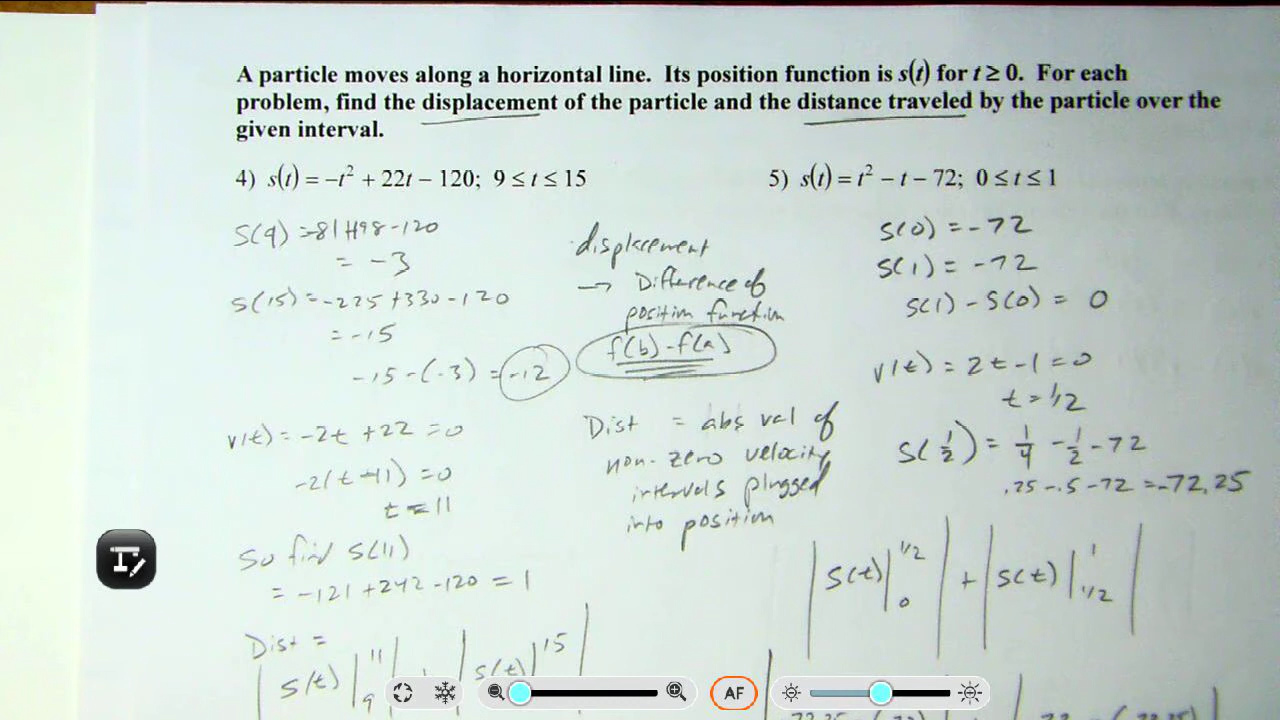 A particle moves along a horizontal line. Its position function is s(t) for t ≥ 0. For each
problem, find the displacement of the particle and the distance traveled by the particle over the
given interval.
4) s(t) = −t² + 22t − 120; 9 ≤ t ≤ 15
S(9) = -81+198-120
= -3
S(15) = -225+330-120
= -15
-15-(-3) = -12
v(t) = -2t +22 =0
-2(t-11) =0
t = 11
So find S(11)
= -121 +242 -120 = 1
Dist =
|S(t)|₉¹¹| + |S(t)|¹⁵|
displacement
→ Difference of
position function
f(b) - f(a)
Dist = abs val of
non-zero velocity
intervals plugged
into position
5) s(t) = t² − t − 72; 0 ≤ t ≤ 1
S(0) = -72
S(1) = -72
S(1) - S(0) = 0
v(t) = 2t -1 =0
t = 1/2
S(1/2) = 1/4 - 1/2 - 72
.25 -.5 -72 = -72.25
|S(t)|₀^1/2| + |S(t)|_1/2^1|
AF